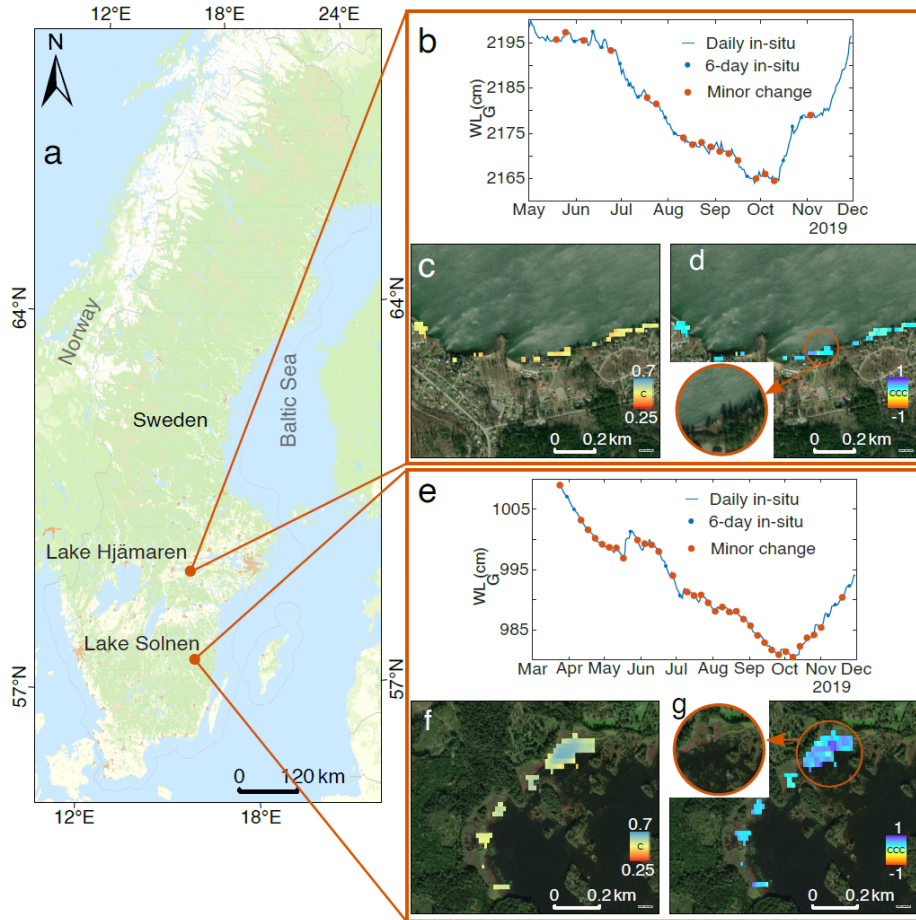 12°E
18°E
24°E
N
a
64°N
64°N
Norway
Sweden
Baltic Sea
Lake Hjämaren
Lake Solnen
57°N
57°N
0 120 km
12°E
18°E
b
2195
2185
2175
2165
WL_G (cm)
Daily in-situ
6-day in-situ
Minor change
May Jun Jul Aug Sep Oct Nov Dec
2019
c
0.7
C
0.25
0 0.2 km
d
1
CCC
-1
0 0.2 km
e
1005
995
985
WL_G (cm)
Daily in-situ
6-day in-situ
Minor change
Mar Apr May Jun Jul Aug Sep Oct Nov Dec
2019
f
0.7
C
0.25
0 0.2 km
g
1
CCC
-1
0 0.2 km